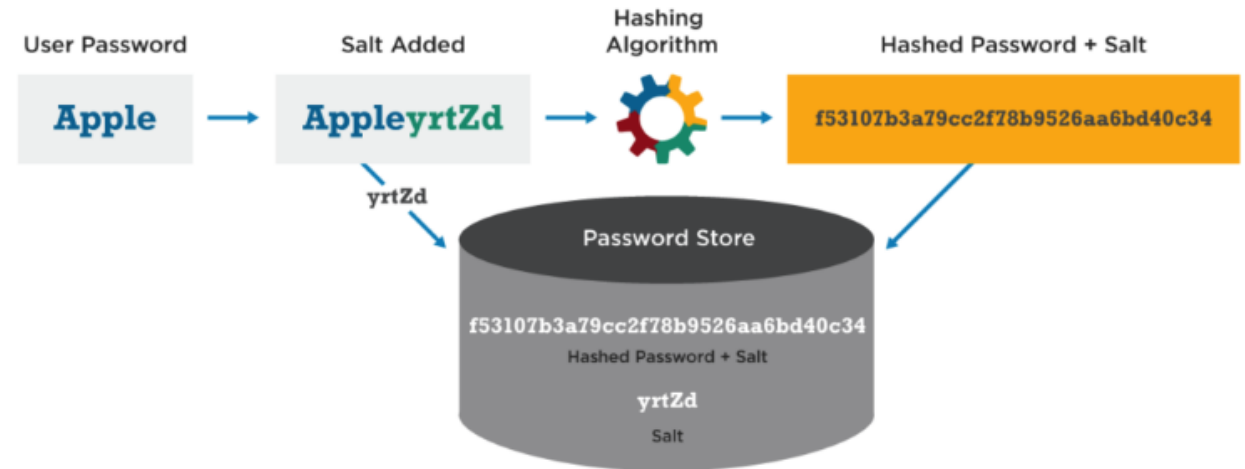 User Password
Salt Added
Hashing
Algorithm
Hashed Password + Salt
Apple
AppleyrtZd
f53107b3a79cc2f78b9526aa6bd40c34
yrtZd
Password Store
f53107b3a79cc2f78b9526aa6bd40c34
Hashed Password + Salt
yrtZd
Salt